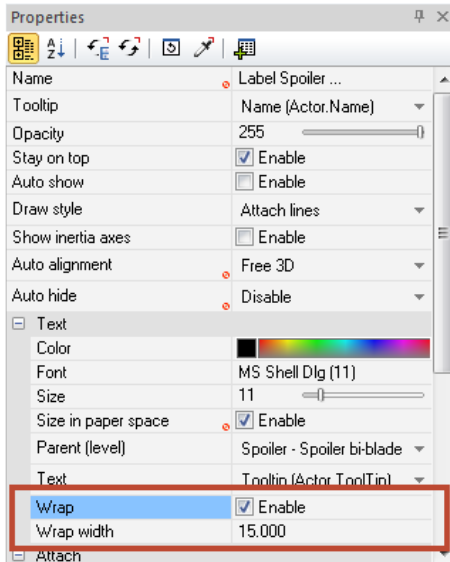 Properties
Name Label Spoiler ...
Tooltip Name (Actor.Name)
Opacity 255
Stay on top Enable
Auto show Enable
Draw style Attach lines
Show inertia axes Enable
Auto alignment Free 3D
Auto hide Disable
Text
Color
Font MS Shell Dlg (11)
Size 11
Size in paper space Enable
Parent (level) Spoiler - Spoiler bi-blade
Text Tooltip (Actor.ToolTip)
Wrap Enable
Wrap width 15.000
Attach